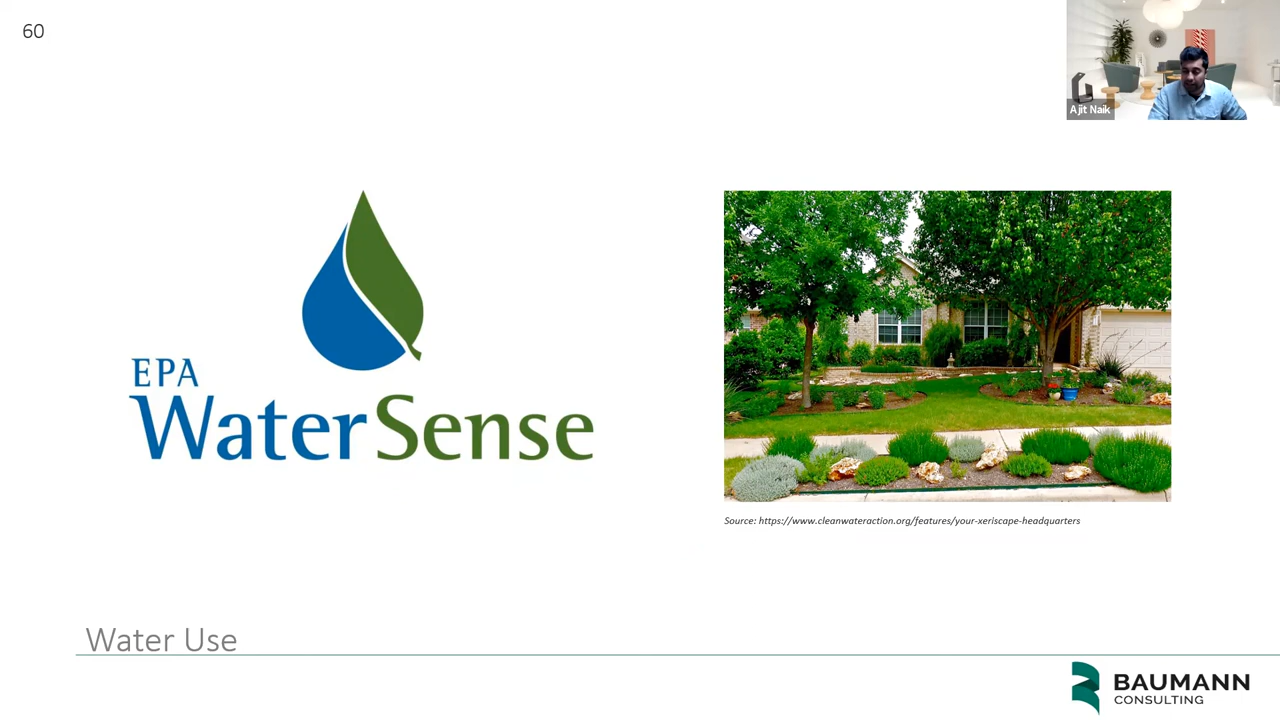 60
Ajit Naik
EPA
WaterSense
Source: https://www.cleanwateraction.org/features/your-xeriscape-headquarters
Water Use
BAUMANN
CONSULTING